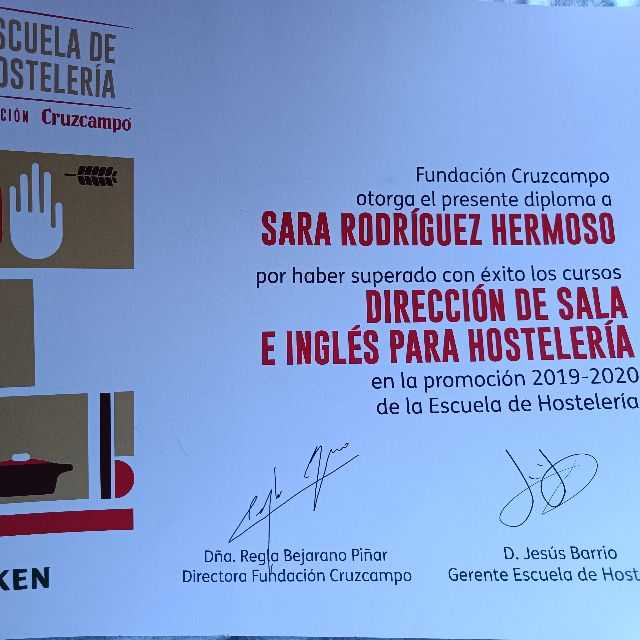 SCUELA DE
OSTELERÍA
CIÓN Cruzcampo
Fundación Cruzcampo
otorga el presente diploma a
SARA RODRÍGUEZ HERMOSO
por haber superado con éxito los cursos
DIRECCIÓN DE SALA
E INGLÉS PARA HOSTELERÍA
en la promoción 2019-2020
de la Escuela de Hostelería
Dña. Regla Bejarano Piñar
Directora Fundación Cruzcampo
D. Jesús Barrio
Gerente Escuela de Host
KEN